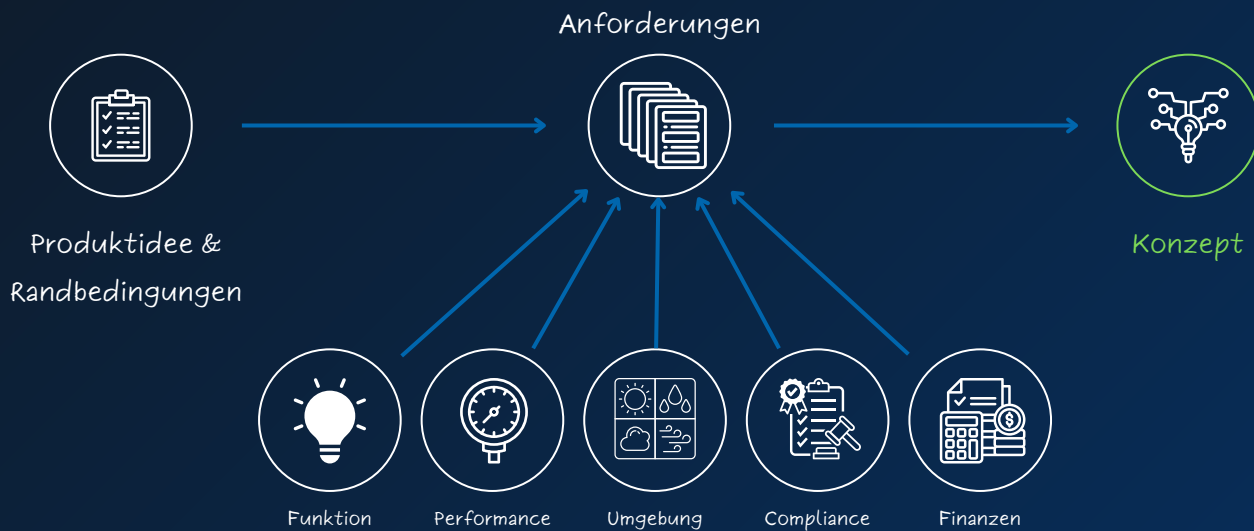 Anforderungen
Produktidee &
Randbedingungen
Konzept
Funktion
Performance
Umgebung
Compliance
Finanzen